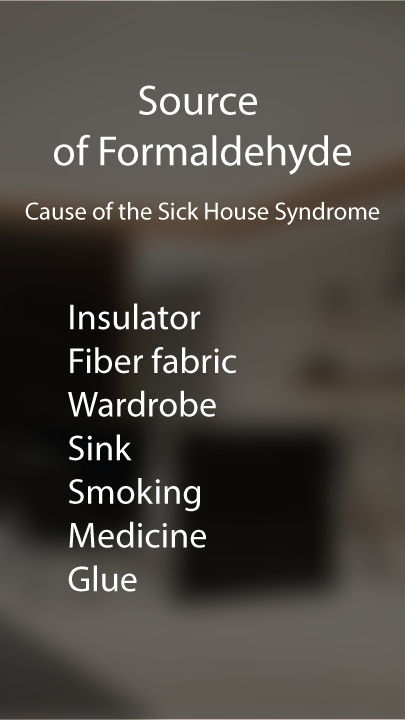 Source
of Formaldehyde
Cause of the Sick House Syndrome
Insulator
Fiber fabric
Wardrobe
Sink
Smoking
Medicine
Glue